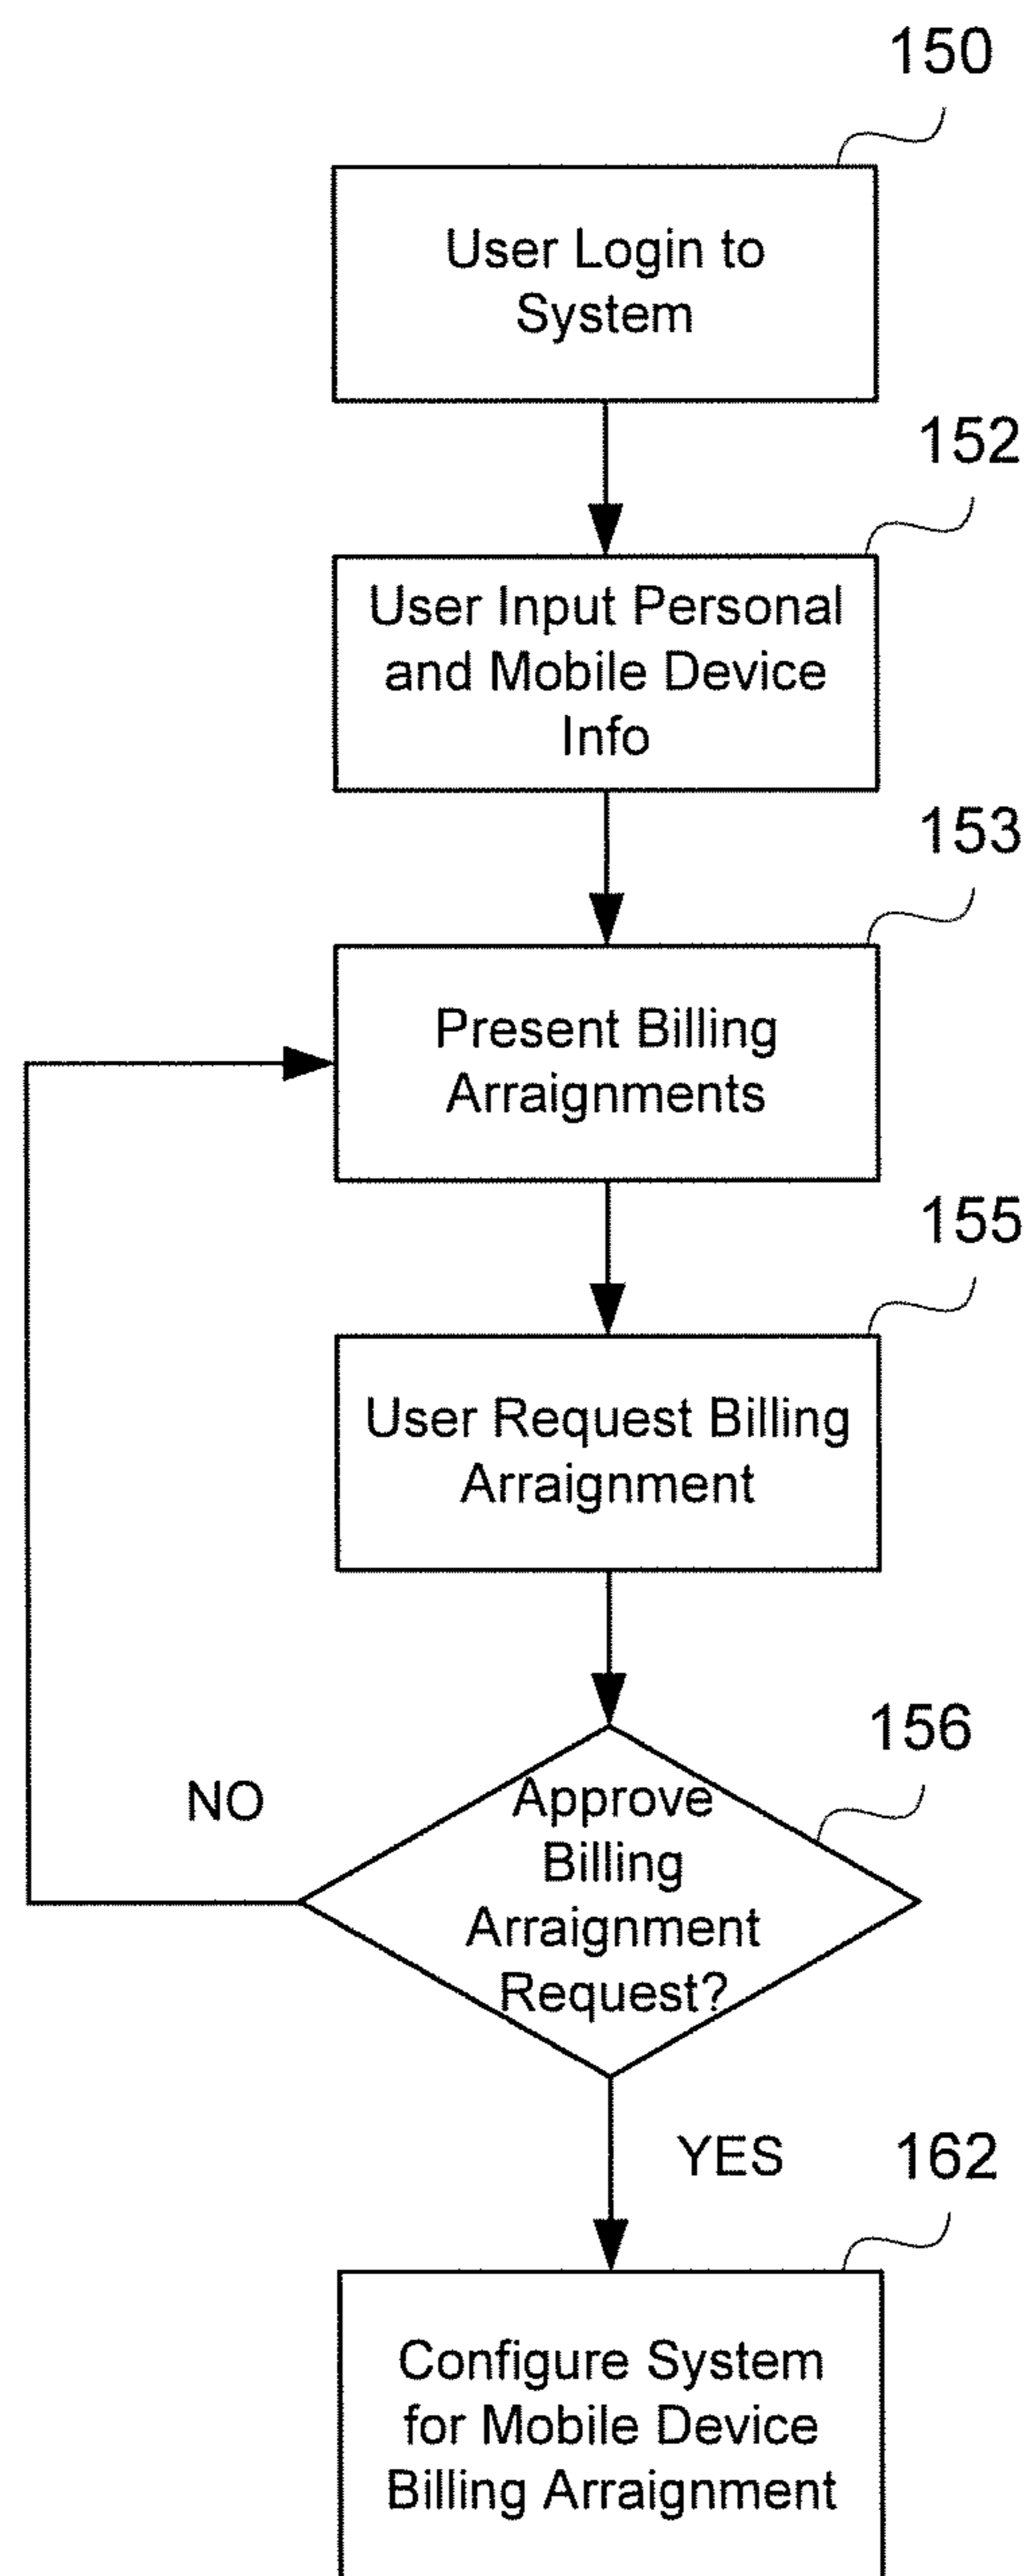 150
User Login to
System
152
User Input Personal
and Mobile Device
Info
153
Present Billing
Arraignments
155
User Request Billing
Arraignment
156
NO
Approve
Billing
Arraignment
Request?
YES
162
Configure System
for Mobile Device
Billing Arraignment